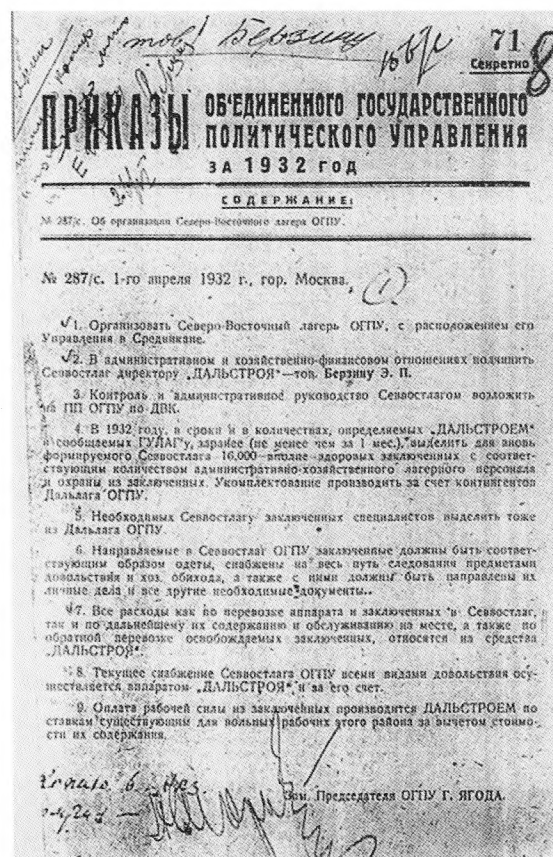 тов. Берзину
71
Секретно
8
ПРИКАЗЫ ОБ'ЕДИНЕННОГО ГОСУДАРСТВЕННОГО
ПОЛИТИЧЕСКОГО УПРАВЛЕНИЯ
ЗА 1932 ГОД
СОДЕРЖАНИЕ:
№ 287/с. Об организации Северо-Восточного лагеря ОГПУ.
№ 287/с. 1-го апреля 1932 г., гор. Москва.
1
1. Организовать Северо-Восточный лагерь ОГПУ, с расположением его
Управления в Среднikane.
2. В административном и хозяйственно-финансовом отношениях подчинить
Севвостлаг директору „ДАЛЬСТРОЯ"—тов. Берзину Э. П.
3. Контроль и административное руководство Севвостлагом возложить
на ПП ОГПУ по ДВК.
4. В 1932 году, в сроки и в количествах, определяемых „ДАЛЬСТРОЕМ"
и сообщаемых ГУЛАГ'у, заранее (не менее чем за 1 мес.), выделить для вновь
формируемого Севвостлага 16.000 вполне здоровых заключенных с соответ-
ствующим количеством административно-хозяйственного лагерного персонала
и охраны из заключенных. Укомплектование производить за счет контингентов
Дальлага ОГПУ.
5. Необходимых Севвостлагу заключенных специалистов выделить тоже
из Дальлага ОГПУ.
6. Направляемые в Севвостлаг ОГПУ заключенные должны быть соответ-
ствующим образом одеты, снабжены на весь путь следования предметами
довольствия и хоз. обихода, а также с ними должны быть направлены их
личные дела и все другие необходимые документы.
7. Все расходы как по перевозке аппарата и заключенных в Севвостлаг,
так и по дальнейшему их содержанию и обслуживанию на месте, а также по
обратной перевозке освобождаемых заключенных, относятся на средства
„ДАЛЬСТРОЯ".
8. Текущее снабжение Севвостлага ОГПУ всеми видами довольствия осу-
ществляется аппаратом „ДАЛЬСТРОЯ" и за его счет.
9. Оплата рабочей силы из заключенных производится ДАЛЬСТРОЕМ по
ставкам существующим для вольных рабочих этого района за вычетом стоимо-
сти их содержания.
Зам. Председателя ОГПУ Г. ЯГОДА.